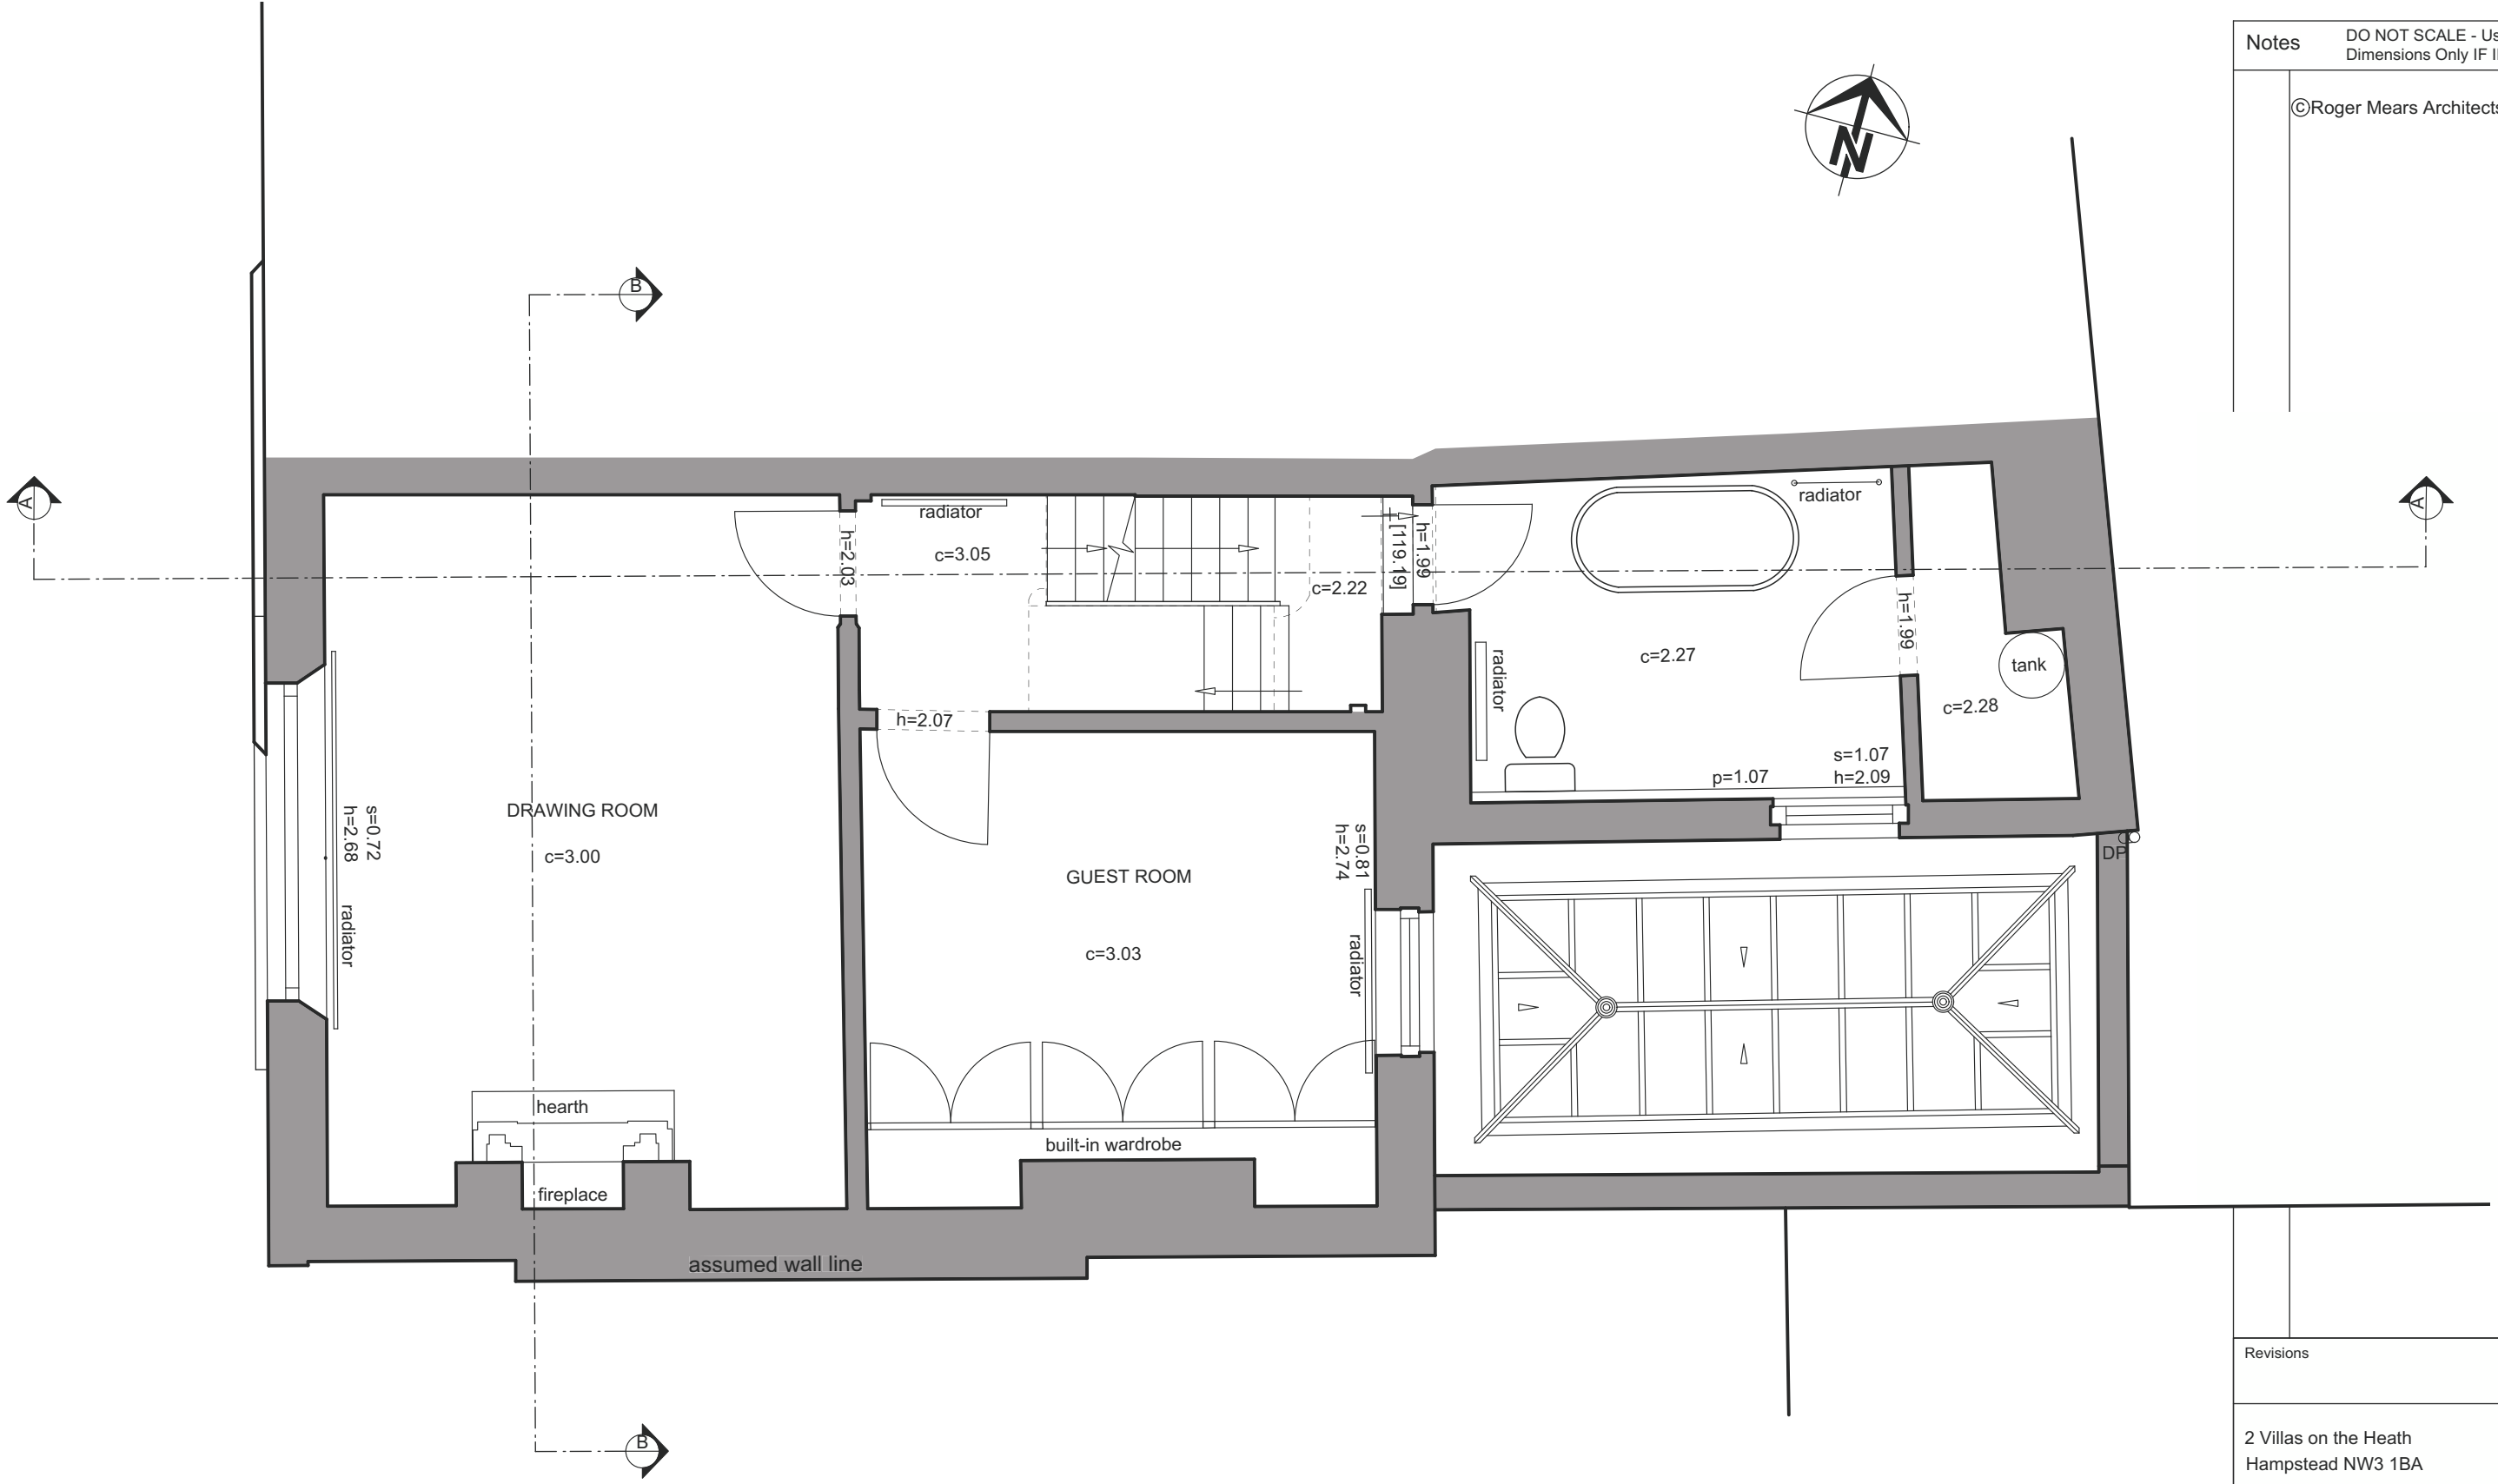 Notes
DO NOT SCALE - Us
Dimensions Only IF I
©Roger Mears Architects
N
B
A
A
radiator
c=3.05
h=2.03
c=2.22
[119.19]
h=1.99
radiator
h=1.99
c=2.27
radiator
tank
c=2.28
h=2.07
s=1.07
h=2.09
p=1.07
DRAWING ROOM
c=3.00
s=0.72
h=2.68
radiator
GUEST ROOM
c=3.03
s=0.81
h=2.74
radiator
DP
hearth
fireplace
built-in wardrobe
assumed wall line
B
Revisions
2 Villas on the Heath
Hampstead NW3 1BA